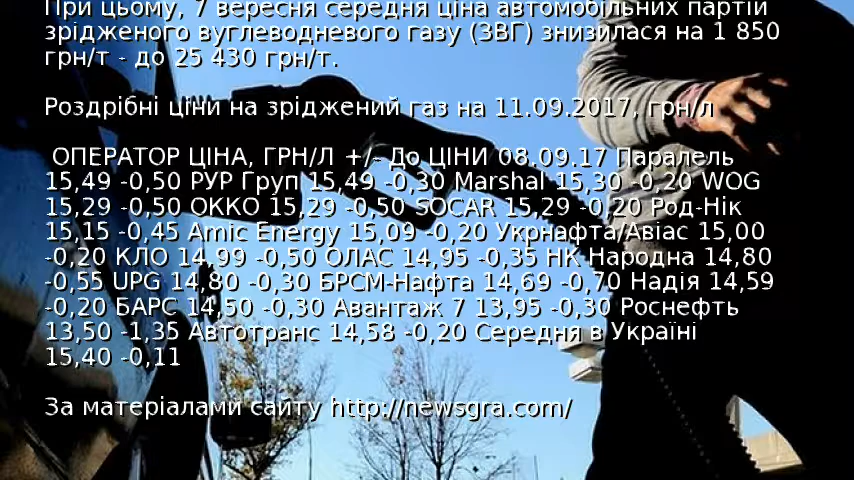 При цьому, 7 вересня середня ціна автомобільних партій
зрідженого вуглеводневого газу (ЗВГ) знизилася на 1 850
грн/т - до 25 430 грн/т.
Роздрібні ціни на зріджений газ на 11.09.2017, грн/л
ОПЕРАТОР ЦІНА, ГРН/Л +/- До ЦІНИ 08.09.17 Паралель
15,49 -0,50 РУР Груп 15,49 -0,30 Marshal 15,30 -0,20 WOG
15,29 -0,50 ОККО 15,29 -0,50 SOCAR 15,29 -0,20 Род-Нік
15,15 -0,45 Amic Energy 15,09 -0,20 Укрнафта/Авіас 15,00
-0,20 КЛО 14,99 -0,50 ОЛАС 14,95 -0,35 НК-Народна 14,80
-0,55 UPG 14,80 -0,30 БРСМ-Нафта 14,69 -0,70 Надія 14,59
-0,20 БАРС 14,50 -0,30 Авантаж 7 13,95 -0,30 Роснефть
13,50 -1,35 Автотранс 14,58 -0,20 Середня в Україні
15,40 -0,11
За матеріалами сайту http://newsgra.com/